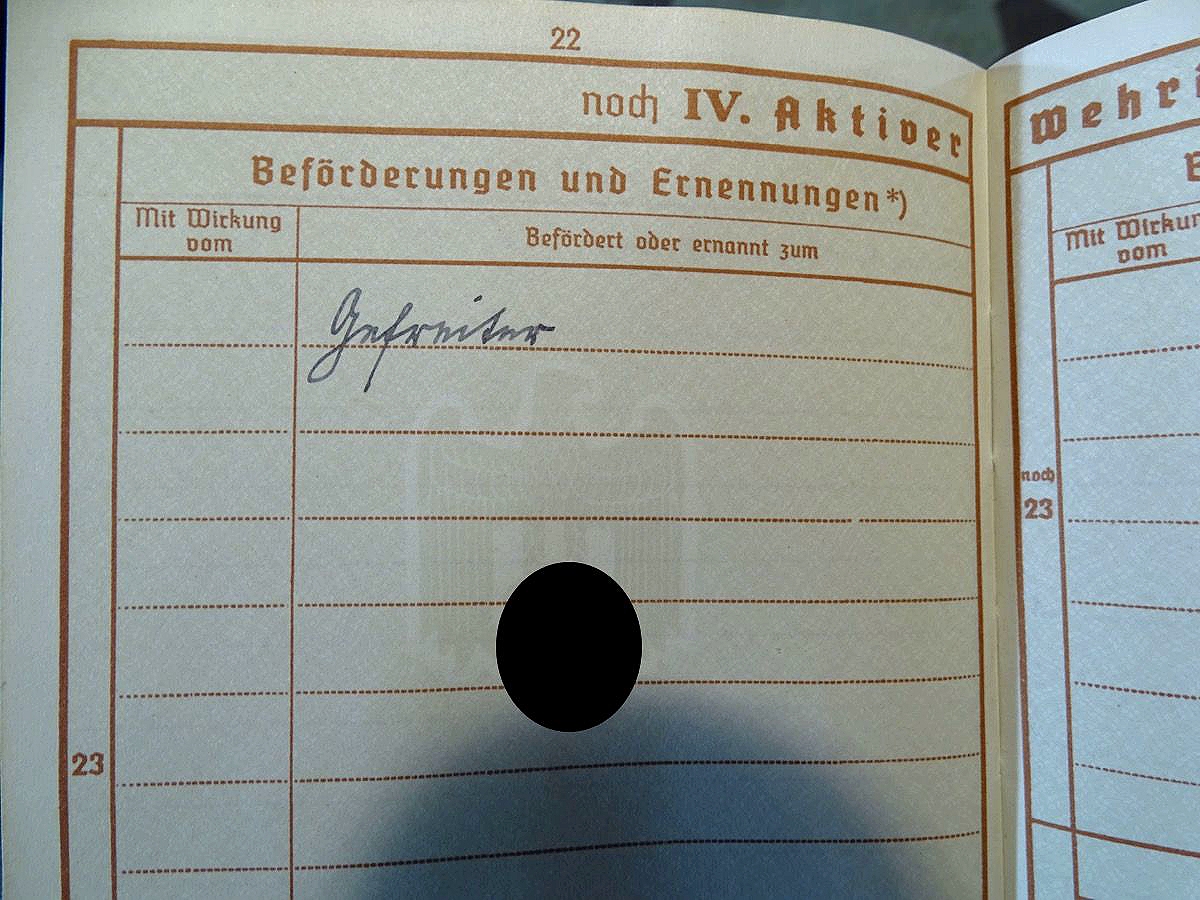 22
noch IV. Aktiver
Beförderungen und Ernennungen*)
Mit Wirkung
vom
Befördert oder ernannt zum
Gefreiter
23
Wehr
Mit Wirkun
vom
noch
23